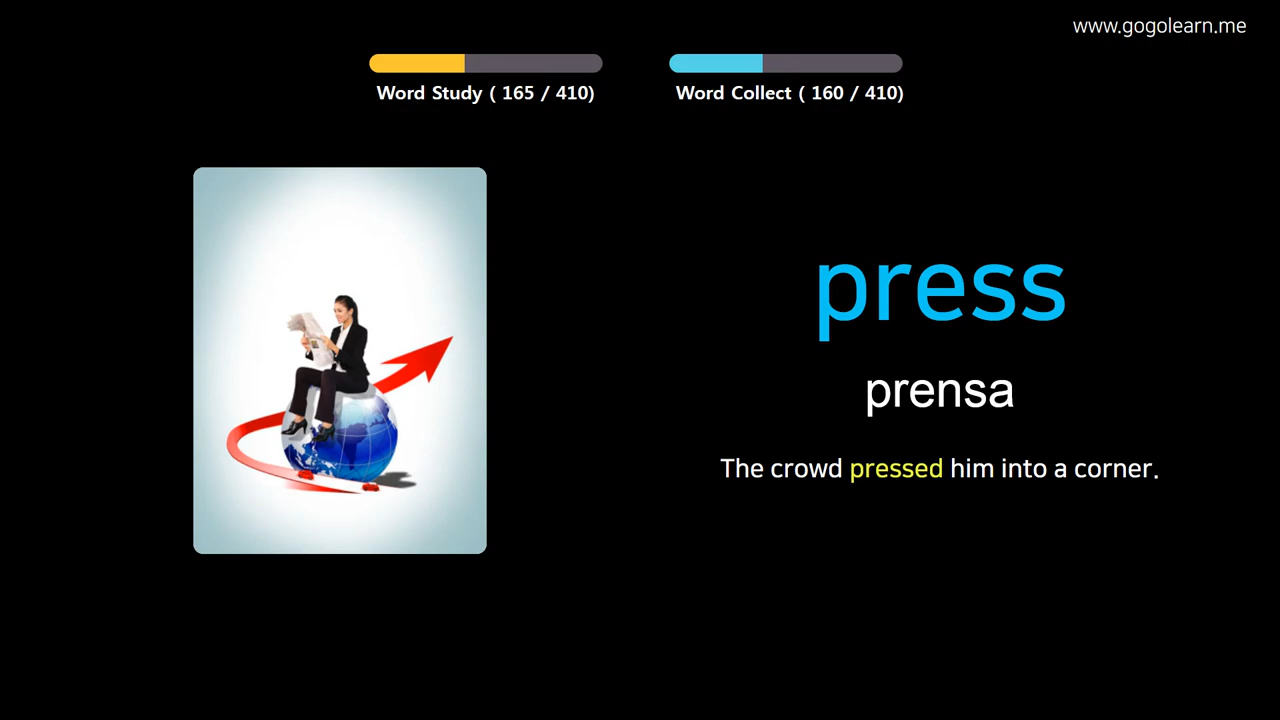 www.gogolearn.me
Word Study ( 165 / 410)
Word Collect ( 160 / 410)
press
prensa
The crowd pressed him into a corner.